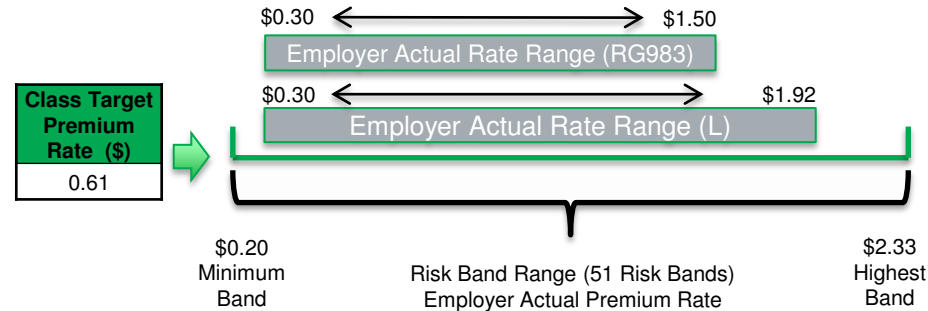 $0.30 $1.50
Employer Actual Rate Range (RG983)
$0.30 $1.92
Employer Actual Rate Range (L)
Class Target
Premium
Rate ($)
0.61
$0.20
Minimum
Band
Risk Band Range (51 Risk Bands)
Employer Actual Premium Rate
$2.33
Highest
Band